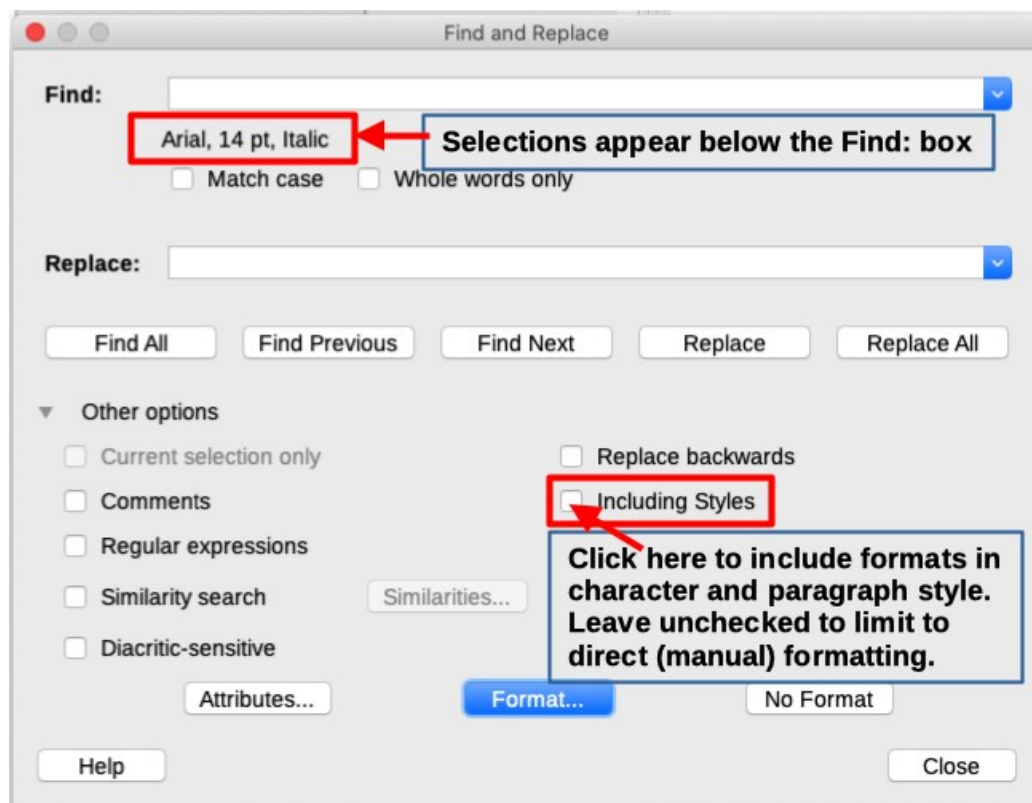 Find and Replace
Find:
Arial, 14 pt, Italic
Selections appear below the Find: box
Match case Whole words only
Replace:
Find All Find Previous Find Next Replace Replace All
Other options
Current selection only Replace backwards
Comments Including Styles
Regular expressions
Click here to include formats in
character and paragraph style.
Leave unchecked to limit to
direct (manual) formatting.
Similarity search Similarities...
Diacritic-sensitive
Attributes... Format... No Format
Help Close